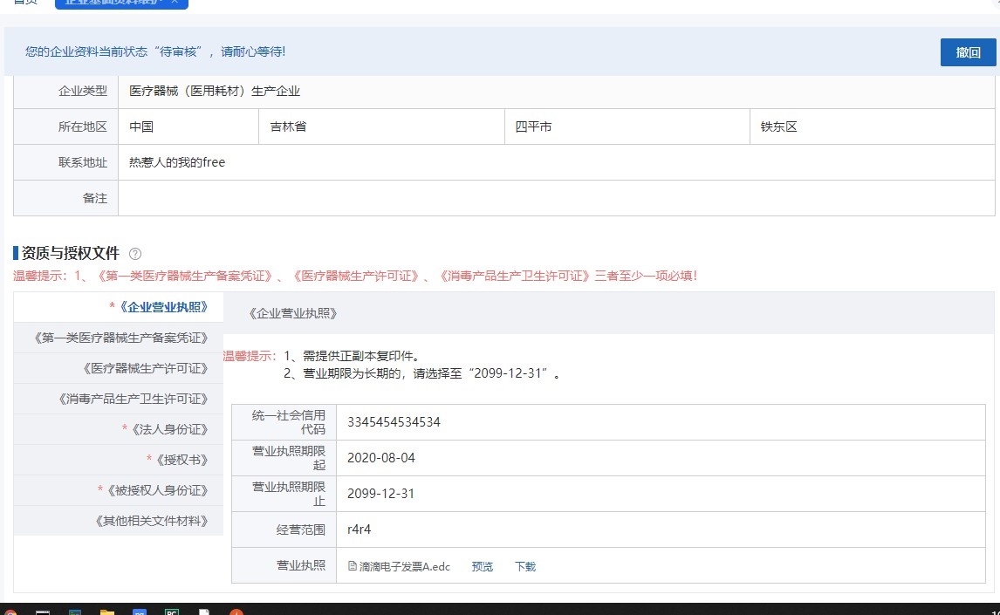 首页
企业基础资料维护 ×
您的企业资料当前状态“待审核”，请耐心等待!
撤回
企业类型 医疗器械（医用耗材）生产企业
所在地区 中国 吉林省 四平市 铁东区
联系地址 热惹人的我的free
备注
资质与授权文件 ?
温馨提示：1、《第一类医疗器械生产备案凭证》、《医疗器械生产许可证》、《消毒产品生产卫生许可证》三者至少一项必填！
*《企业营业执照》
《第一类医疗器械生产备案凭证》
《医疗器械生产许可证》
《消毒产品生产卫生许可证》
*《法人身份证》
*《授权书》
*《被授权人身份证》
《其他相关文件材料》
《企业营业执照》
温馨提示：1、需提供正副本复印件。
2、营业期限为长期的，请选择至“2099-12-31”。
统一社会信用
代码
3345454534534
营业执照期限
起
2020-08-04
营业执照期限
止
2099-12-31
经营范围 r4r4
营业执照 滴滴电子发票A.edc 预览 下载
PC